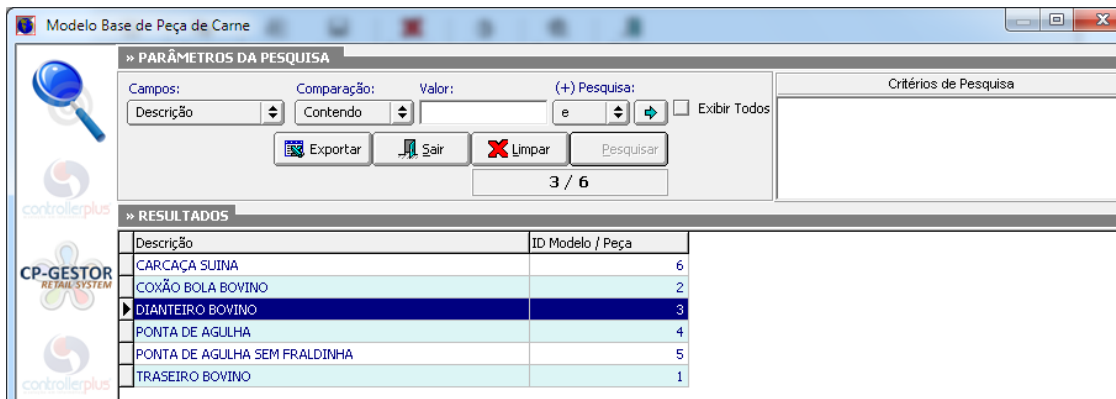 Modelo Base de Peça de Carne
» PARÂMETROS DA PESQUISA
Campos: Comparação: Valor: (+) Pesquisa: Critérios de Pesquisa
Descrição Contendo e Exibir Todos
Exportar Sair Limpar Pesquisar
3 / 6
controllerplus
» RESULTADOS
Descrição ID Modelo / Peça
CARCAÇA SUINA 6
CP-GESTOR
RETAIL SYSTEM
COXÃO BOLA BOVINO 2
DIANTEIRO BOVINO 3
PONTA DE AGULHA 4
PONTA DE AGULHA SEM FRALDINHA 5
TRASEIRO BOVINO 1
controllerplus